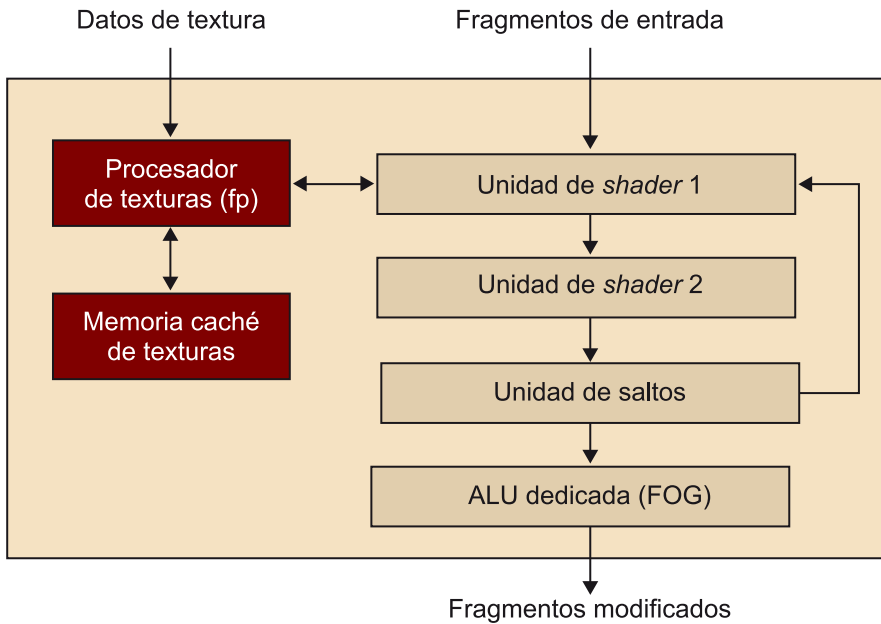 Datos de textura
Fragmentos de entrada
Procesador
de texturas (fp)
Unidad de shader 1
Unidad de shader 2
Memoria caché
de texturas
Unidad de saltos
ALU dedicada (FOG)
Fragmentos modificados